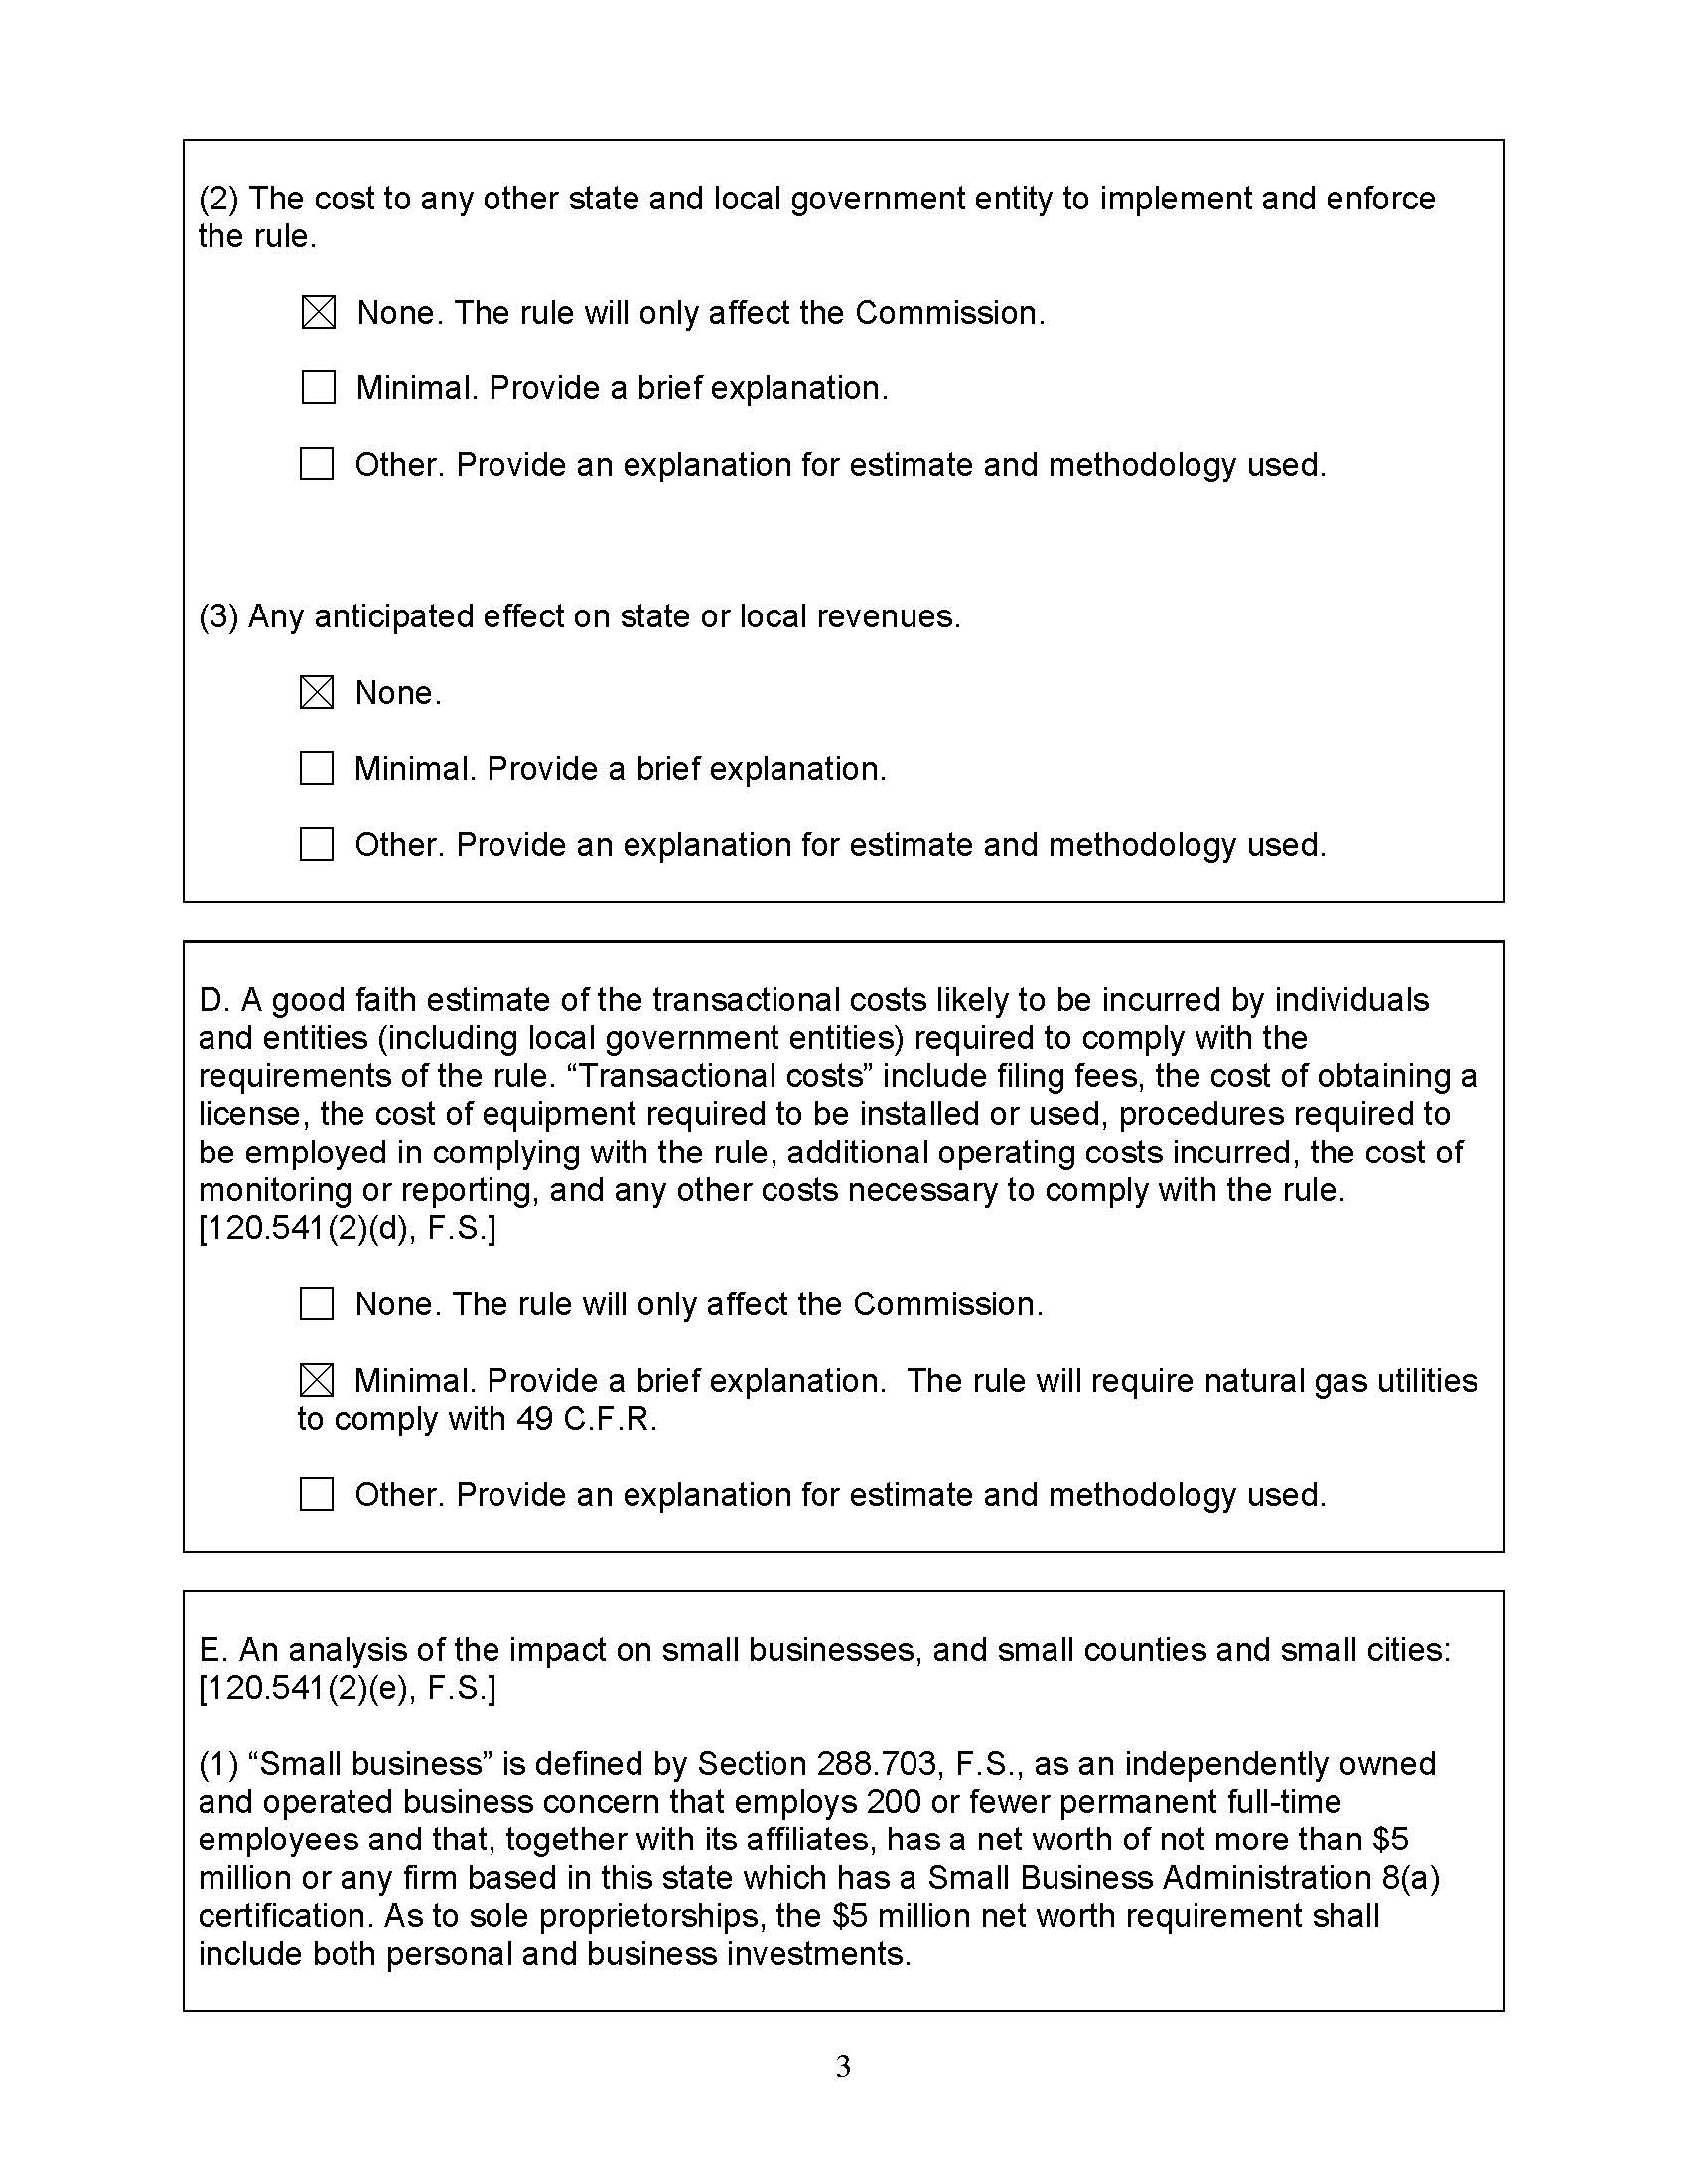 (2) The cost to any other state and local government entity to implement and enforce
the rule.
☒ None. The rule will only affect the Commission.
☐ Minimal. Provide a brief explanation.
☐ Other. Provide an explanation for estimate and methodology used.
(3) Any anticipated effect on state or local revenues.
☒ None.
☐ Minimal. Provide a brief explanation.
☐ Other. Provide an explanation for estimate and methodology used.
D. A good faith estimate of the transactional costs likely to be incurred by individuals
and entities (including local government entities) required to comply with the
requirements of the rule. “Transactional costs” include filing fees, the cost of obtaining a
license, the cost of equipment required to be installed or used, procedures required to
be employed in complying with the rule, additional operating costs incurred, the cost of
monitoring or reporting, and any other costs necessary to comply with the rule.
[120.541(2)(d), F.S.]
☐ None. The rule will only affect the Commission.
☒ Minimal. Provide a brief explanation.  The rule will require natural gas utilities
to comply with 49 C.F.R.
☐ Other. Provide an explanation for estimate and methodology used.
E. An analysis of the impact on small businesses, and small counties and small cities:
[120.541(2)(e), F.S.]
(1) “Small business” is defined by Section 288.703, F.S., as an independently owned
and operated business concern that employs 200 or fewer permanent full-time
employees and that, together with its affiliates, has a net worth of not more than $5
million or any firm based in this state which has a Small Business Administration 8(a)
certification. As to sole proprietorships, the $5 million net worth requirement shall
include both personal and business investments.
3